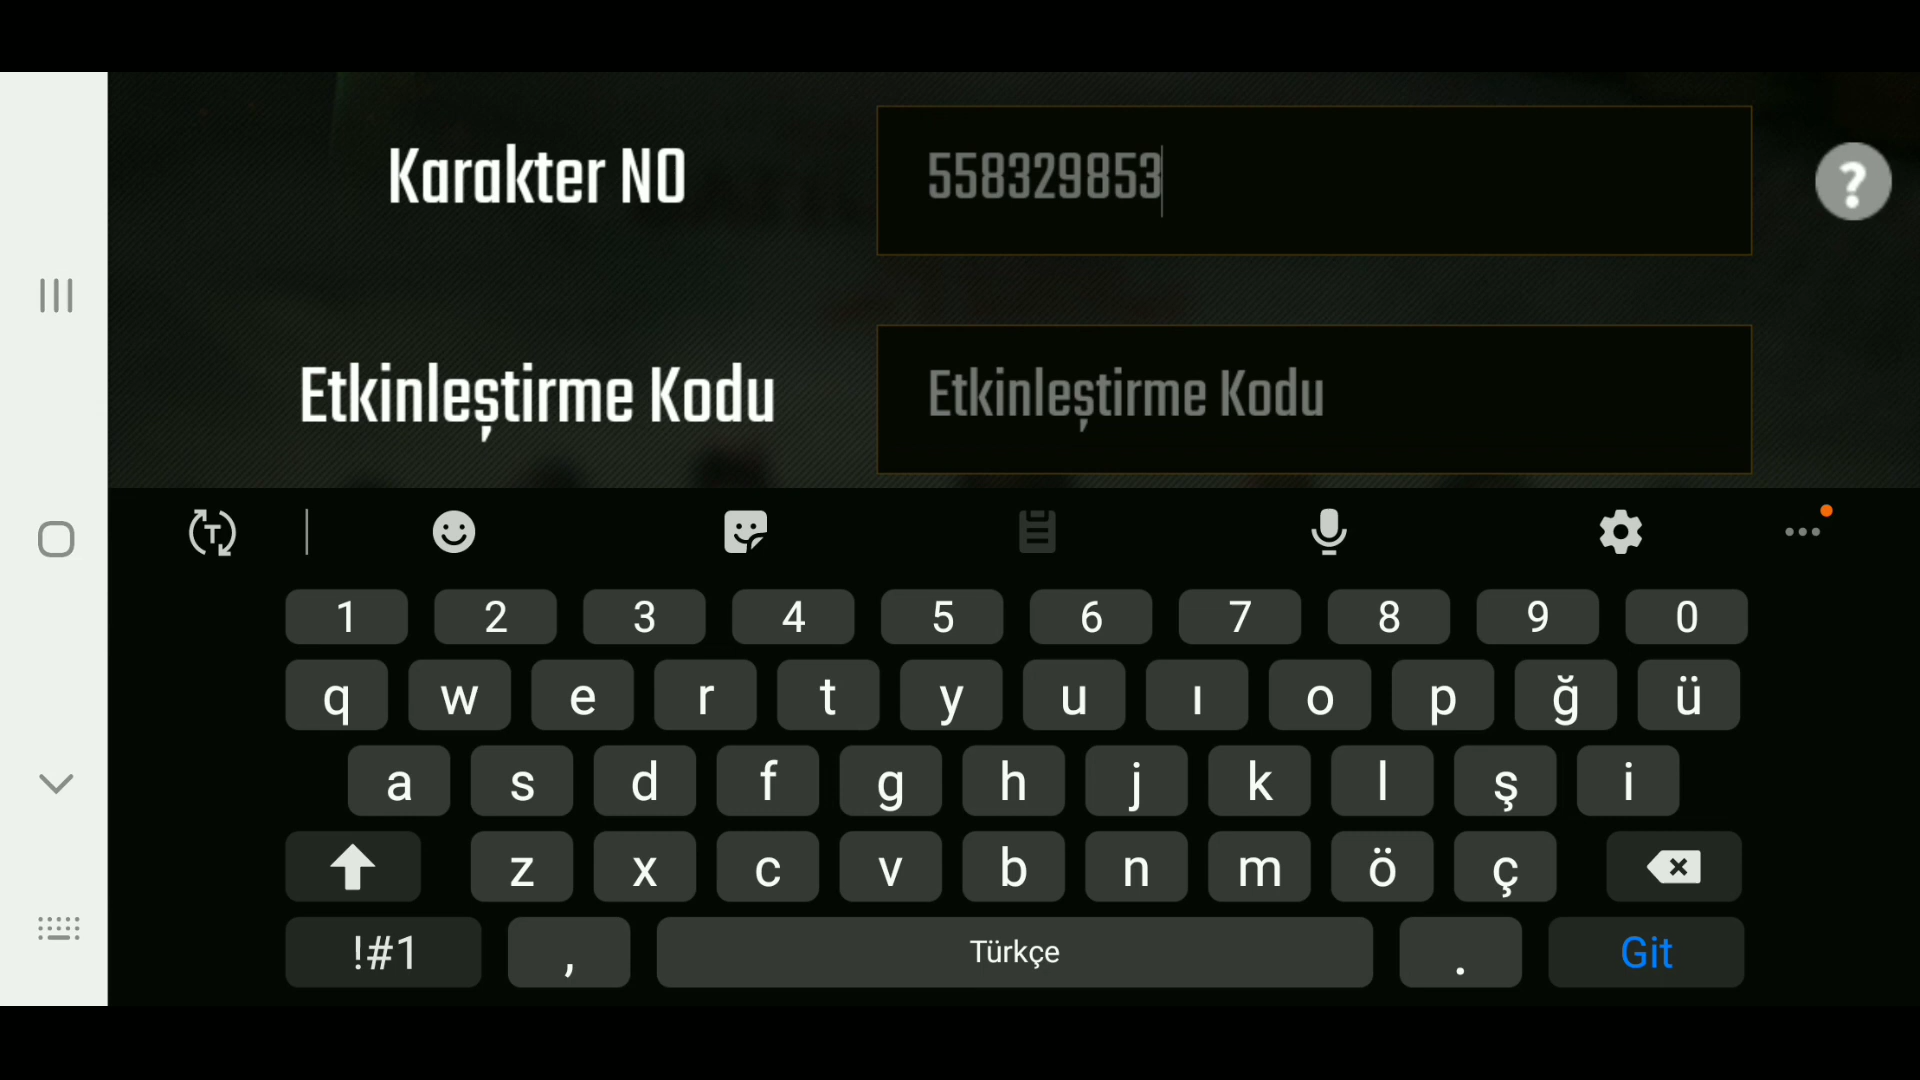 Karakter NO
558329853
?
Etkinleştirme Kodu
Etkinleştirme Kodu
T
1 2 3 4 5 6 7 8 9 0
q w e r t y u ı o p ğ ü
a s d f g h j k l ş i
z x c v b n m ö ç
!#1 , Türkçe . Git